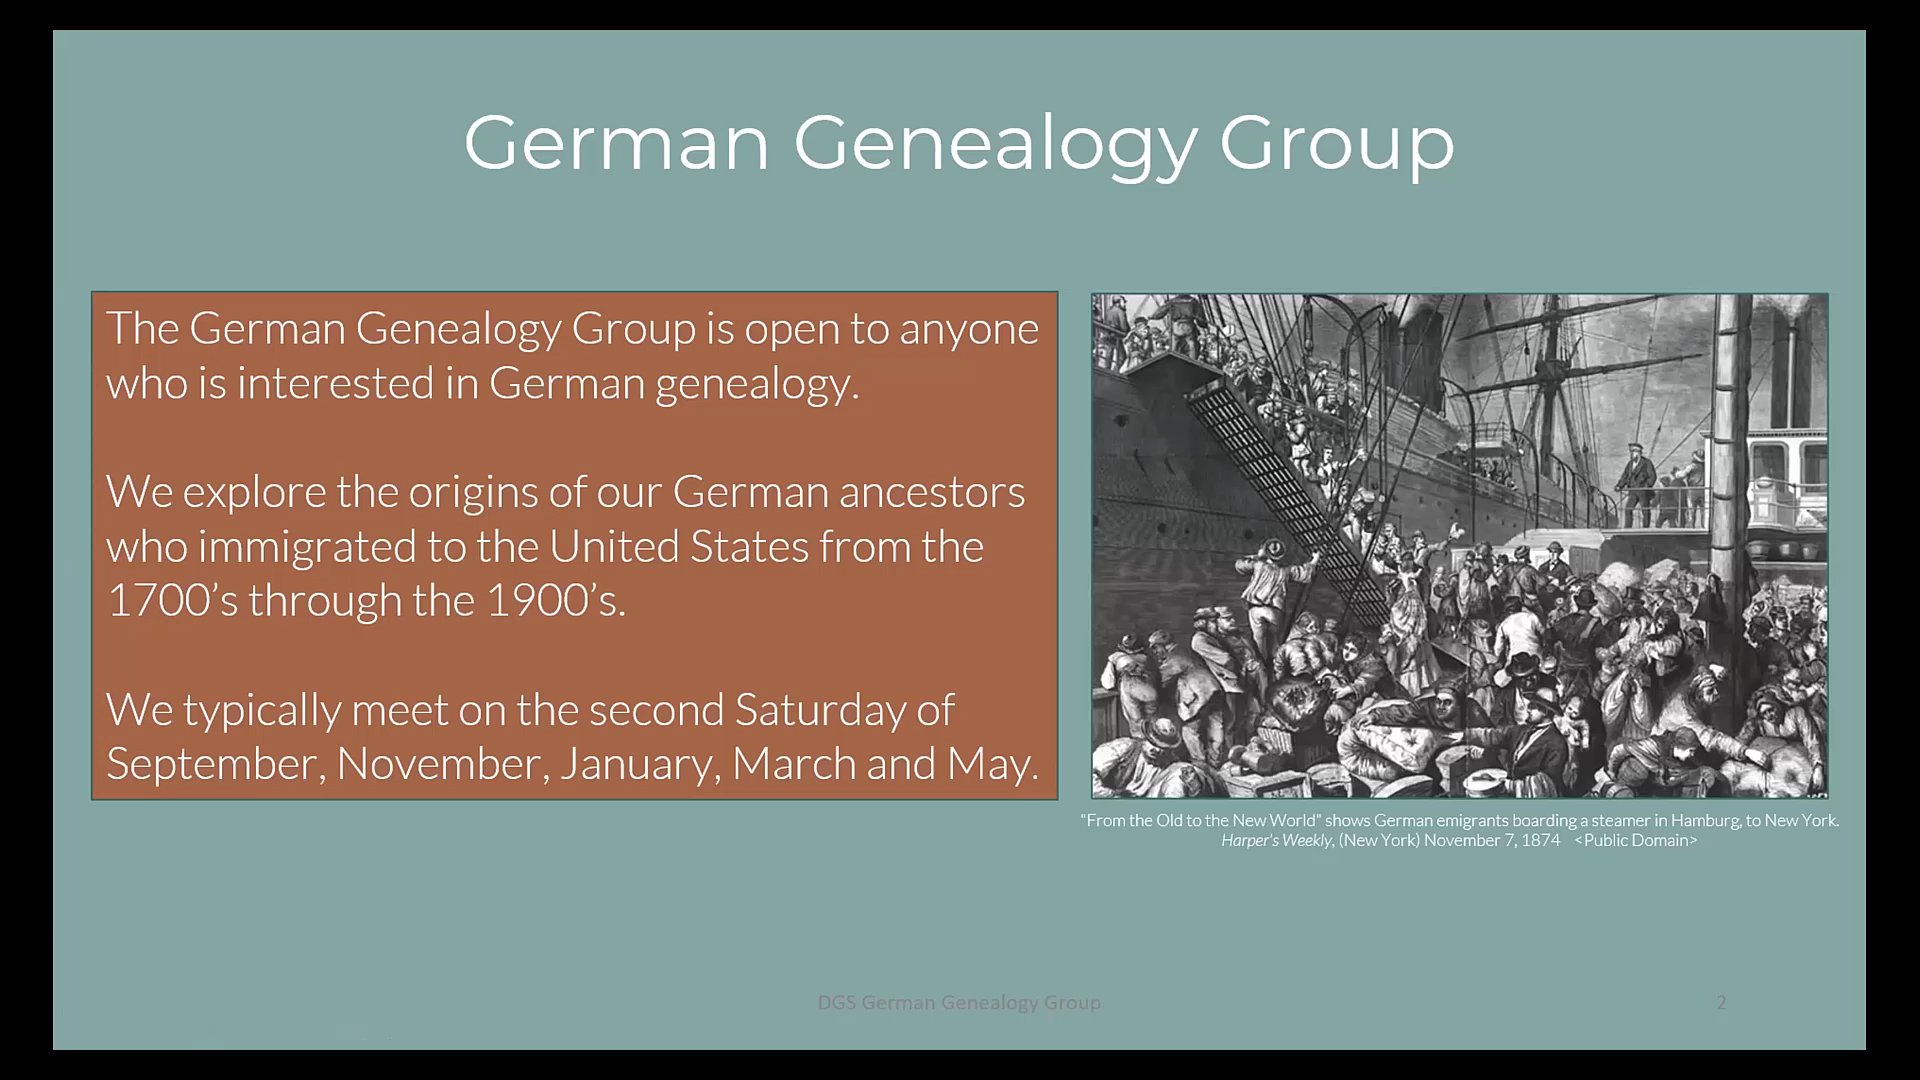 German Genealogy Group
The German Genealogy Group is open to anyone
who is interested in German genealogy.
We explore the origins of our German ancestors
who immigrated to the United States from the
1700’s through the 1900’s.
We typically meet on the second Saturday of
September, November, January, March and May.
"From the Old to the New World" shows German emigrants boarding a steamer in Hamburg, to New York.
Harper's Weekly, (New York) November 7, 1874 <Public Domain>
DGS German Genealogy Group
2